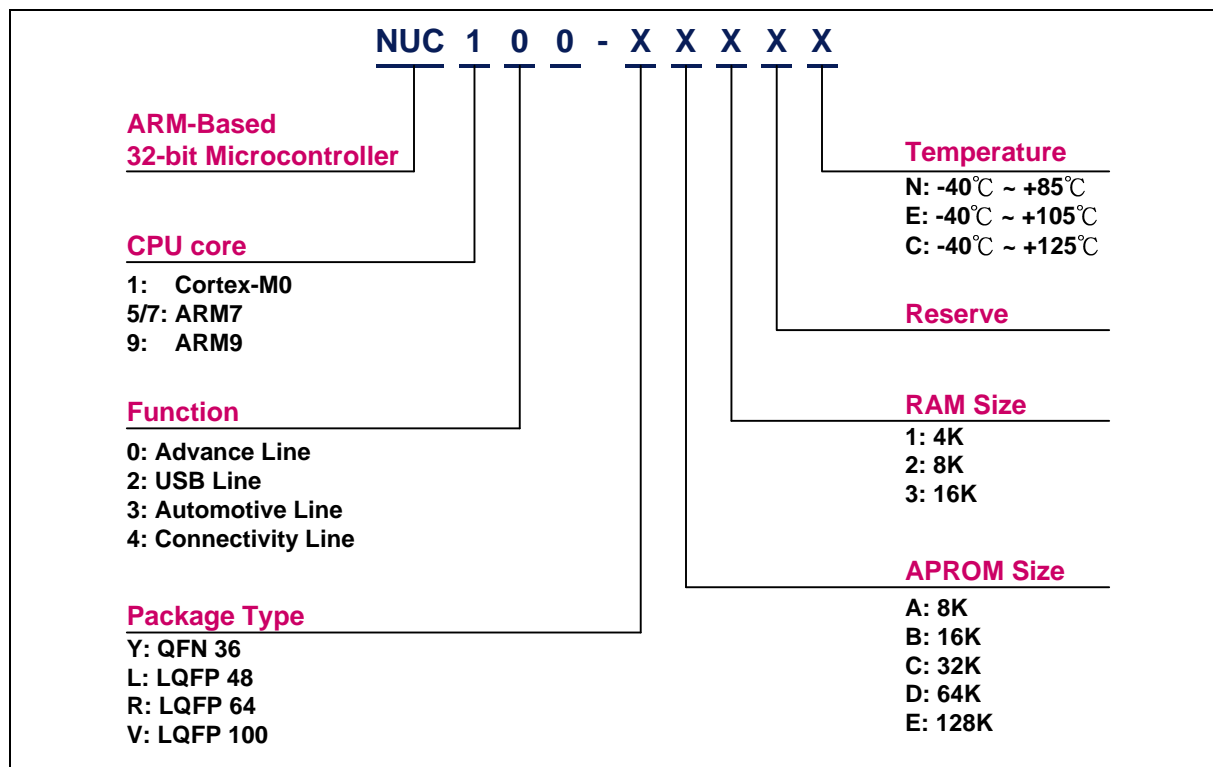 NUC 1 0 0 - X X X X X
ARM-Based
32-bit Microcontroller
CPU core
1: Cortex-M0
5/7: ARM7
9: ARM9
Function
0: Advance Line
2: USB Line
3: Automotive Line
4: Connectivity Line
Package Type
Y: QFN 36
L: LQFP 48
R: LQFP 64
V: LQFP 100
Temperature
N: -40℃ ~ +85℃
E: -40℃ ~ +105℃
C: -40℃ ~ +125℃
Reserve
RAM Size
1: 4K
2: 8K
3: 16K
APROM Size
A: 8K
B: 16K
C: 32K
D: 64K
E: 128K